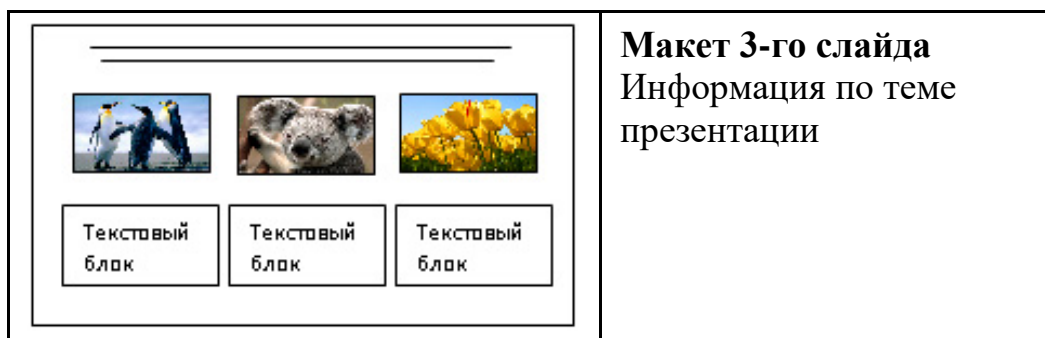 Макет 3-го слайда
Информация по теме
презентации
Текстовый
блок
Текстовый
блок
Текстовый
блок